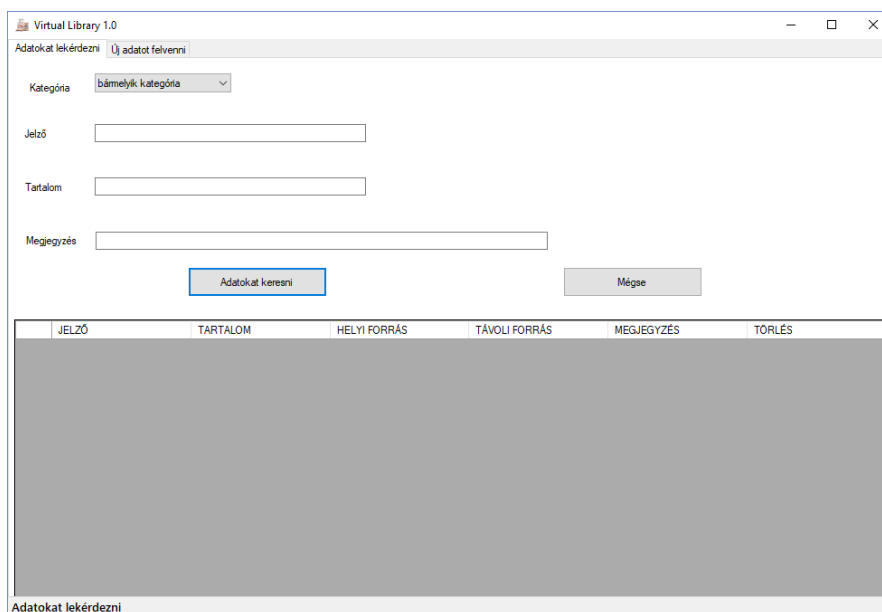 Virtual Library 1.0
Adatokat lekérdezni Új adatot felvenni
Kategória bármelyik kategória
Jelző
Tartalom
Megjegyzés
Adatokat keresni Mégse
JELZŐ TARTALOM HELYI FORRÁS TÁVOLI FORRÁS MEGJEGYZÉS TÖRLÉS
Adatokat lekérdezni